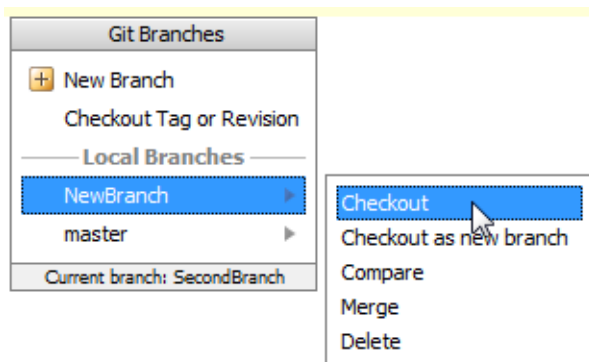 Git Branches
New Branch
Checkout Tag or Revision
Local Branches
NewBranch
master
Current branch: SecondBranch
Checkout
Checkout as new branch
Compare
Merge
Delete